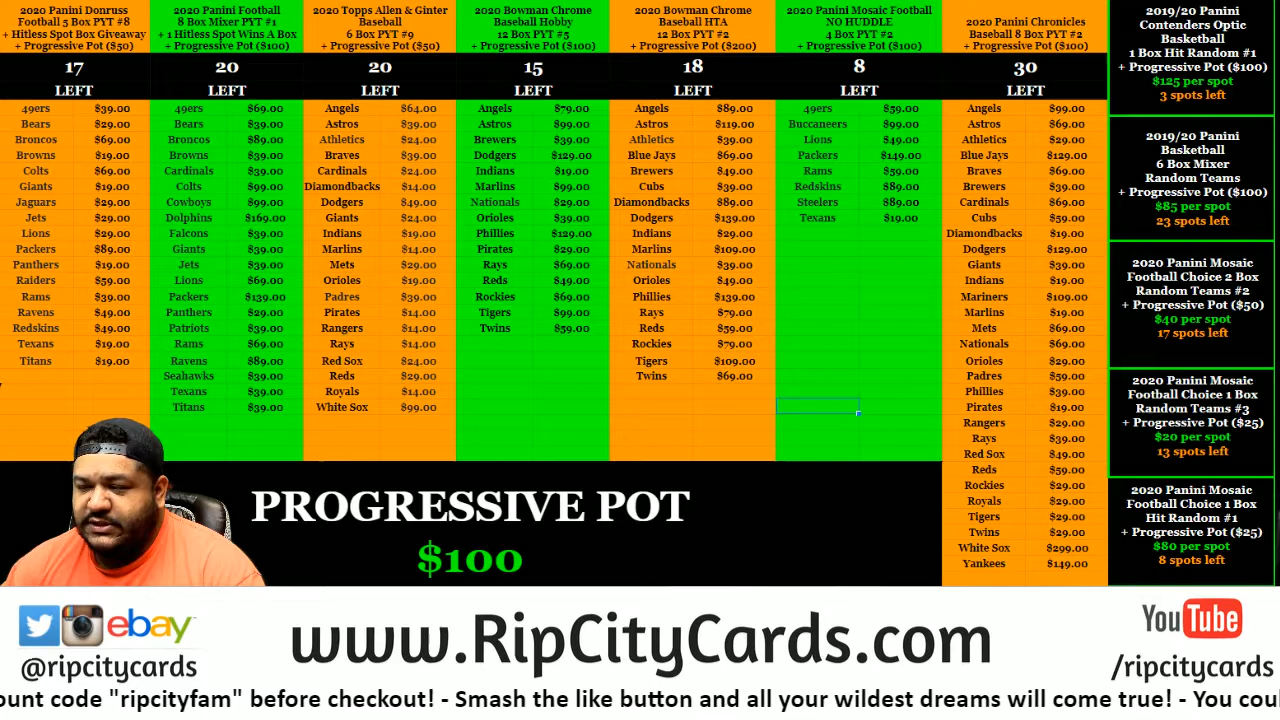 2020 Panini Donruss
Football 5 Box PYT #8
+ Hitless Spot Box Giveaway
+ Progressive Pot ($50)
17
LEFT
49ers $39.00
Bears $29.00
Broncos $69.00
Browns $19.00
Colts $69.00
Giants $19.00
Jaguars $29.00
Jets $29.00
Lions $29.00
Packers $89.00
Panthers $19.00
Raiders $59.00
Rams $39.00
Ravens $49.00
Redskins $49.00
Texans $19.00
Titans $19.00
2020 Panini Football
8 Box Mixer PYT #1
+ 1 Hitless Spot Wins A Box
+ Progressive Pot ($100)
20
LEFT
49ers $69.00
Bears $39.00
Broncos $89.00
Browns $39.00
Cardinals $39.00
Colts $99.00
Cowboys $99.00
Dolphins $169.00
Falcons $39.00
Giants $39.00
Jets $39.00
Lions $69.00
Packers $139.00
Panthers $29.00
Patriots $39.00
Rams $69.00
Ravens $89.00
Seahawks $39.00
Texans $39.00
Titans $39.00
2020 Topps Allen & Ginter
Baseball
6 Box PYT #9
+ Progressive Pot ($50)
20
LEFT
Angels $64.00
Astros $39.00
Athletics $24.00
Braves $39.00
Cardinals $24.00
Diamondbacks $14.00
Dodgers $49.00
Giants $24.00
Indians $19.00
Marlins $14.00
Mets $29.00
Orioles $19.00
Padres $39.00
Pirates $14.00
Rangers $14.00
Rays $14.00
Red Sox $24.00
Reds $29.00
Royals $14.00
White Sox $99.00
2020 Bowman Chrome
Baseball Hobby
12 Box PYT #5
+ Progressive Pot ($100)
15
LEFT
Angels $79.00
Astros $99.00
Brewers $39.00
Dodgers $129.00
Indians $19.00
Marlins $99.00
Nationals $29.00
Orioles $39.00
Phillies $129.00
Pirates $29.00
Rays $69.00
Reds $49.00
Rockies $69.00
Tigers $99.00
Twins $59.00
2020 Bowman Chrome
Baseball HTA
12 Box PYT #2
+ Progressive Pot ($200)
18
LEFT
Angels $89.00
Astros $119.00
Athletics $39.00
Blue Jays $69.00
Brewers $49.00
Cubs $39.00
Diamondbacks $89.00
Dodgers $139.00
Indians $29.00
Marlins $109.00
Nationals $39.00
Orioles $49.00
Phillies $139.00
Rays $79.00
Reds $59.00
Rockies $79.00
Tigers $109.00
Twins $69.00
2020 Panini Mosaic Football
NO HUDDLE
4 Box PYT #2
+ Progressive Pot ($100)
8
LEFT
49ers $59.00
Buccaneers $99.00
Lions $49.00
Packers $149.00
Rams $59.00
Redskins $89.00
Steelers $89.00
Texans $19.00
2020 Panini Chronicles
Baseball 8 Box PYT #2
+ Progressive Pot ($100)
30
LEFT
Angels $99.00
Astros $69.00
Athletics $29.00
Blue Jays $129.00
Braves $69.00
Brewers $39.00
Cardinals $69.00
Cubs $59.00
Diamondbacks $19.00
Dodgers $129.00
Giants $39.00
Indians $19.00
Mariners $109.00
Marlins $19.00
Mets $69.00
Nationals $69.00
Orioles $29.00
Padres $59.00
Phillies $39.00
Pirates $19.00
Rangers $29.00
Rays $39.00
Red Sox $49.00
Reds $59.00
Rockies $29.00
Royals $29.00
Tigers $29.00
Twins $29.00
White Sox $299.00
Yankees $149.00
2019/20 Panini
Contenders Optic
Basketball
1 Box Hit Random #1
+ Progressive Pot ($100)
$125 per spot
3 spots left
2019/20 Panini
Basketball
6 Box Mixer
Random Teams
+ Progressive Pot ($100)
$85 per spot
23 spots left
2020 Panini Mosaic
Football Choice 2 Box
Random Teams #2
+ Progressive Pot ($50)
$40 per spot
17 spots left
2020 Panini Mosaic
Football Choice 1 Box
Random Teams #3
+ Progressive Pot ($25)
$20 per spot
13 spots left
2020 Panini Mosaic
Football Choice 1 Box
Hit Random #1
+ Progressive Pot ($25)
$80 per spot
8 spots left
PROGRESSIVE POT
$100
ebay
@ripcitycards
www.RipCityCards.com
You Tube
/ripcitycards
ount code "ripcityfam" before checkout! - Smash the like button and all your wildest dreams will come true! - You coul